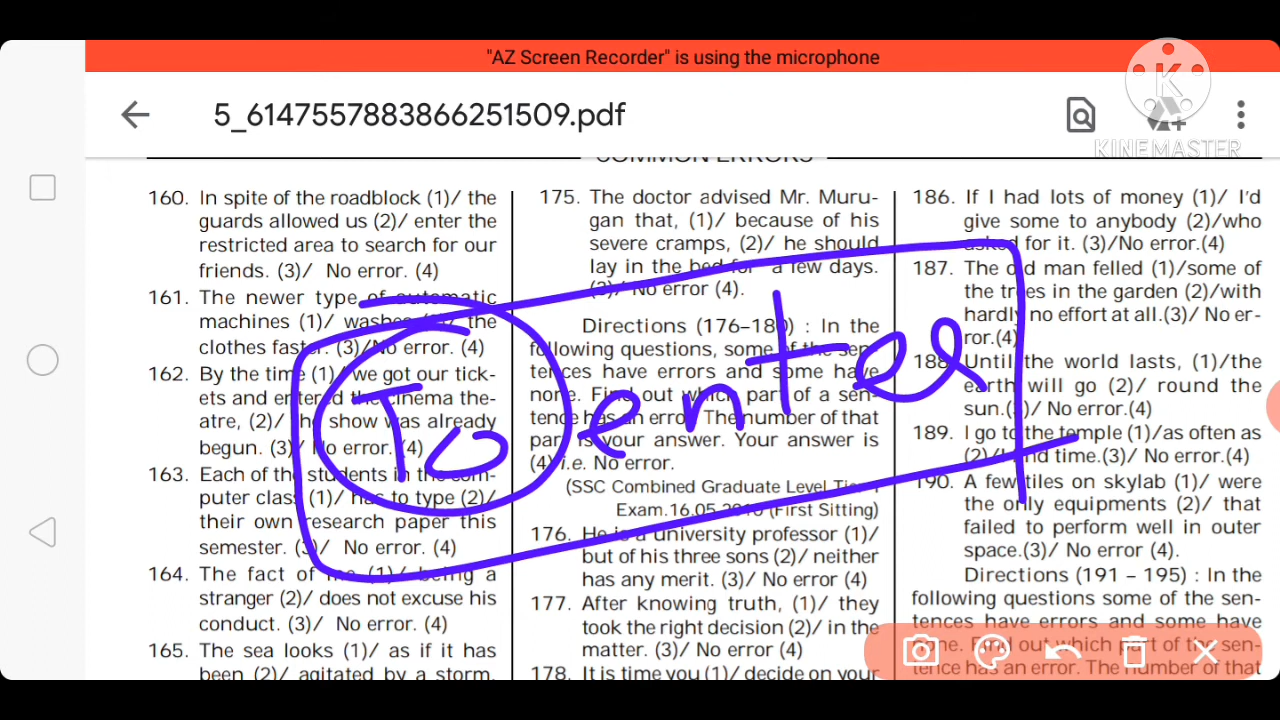 "AZ Screen Recorder" is using the microphone
5_6147557883866251509.pdf
K
KINEMASTER
COMMON ERRORS
160. In spite of the roadblock (1)/ the
guards allowed us (2)/ enter the
restricted area to search for our
friends. (3)/ No error. (4)
161. The newer type of automatic
machines (1)/ washes (2)/ the
clothes faster. (3)/No error. (4)
162. By the time (1)/ we got our tick-
ets and entered the cinema the-
atre, (2)/ the show was already
begun. (3)/ No error. (4)
163. Each of the students in the com-
puter class (1)/ has to type (2)/
their own research paper this
semester. (3)/ No error. (4)
164. The fact of me (1)/ being a
stranger (2)/ does not excuse his
conduct. (3)/ No error. (4)
165. The sea looks (1)/ as if it has
been (2)/ agitated by a storm.
175. The doctor advised Mr. Muru-
gan that, (1)/ because of his
severe cramps, (2)/ he should
lay in the bed for a few days.
(3)/ No error (4).
Directions (176–180) : In the
following questions, some of the sen-
tences have errors and some have
none. Find out which part of a sen-
tence has an error. The number of that
part is your answer. Your answer is
(4) i.e. No error.
(SSC Combined Graduate Level Tier-I
Exam.16.05.2010 (First Sitting)
176. He is a university professor (1)/
but of his three sons (2)/ neither
has any merit. (3)/ No error (4)
177. After knowing truth, (1)/ they
took the right decision (2)/ in the
matter. (3)/ No error (4)
178. It is time you (1)/ decide on your
186. If I had lots of money (1)/ I'd
give some to anybody (2)/who
asked for it. (3)/No error.(4)
187. The old man felled (1)/some of
the trees in the garden (2)/with
hardly no effort at all.(3)/ No er-
ror.(4)
188. Until the world lasts, (1)/the
earth will go (2)/ round the
sun.(3)/ No error.(4)
189. I go to the temple (1)/as often as
(2)/I find time.(3)/ No error.(4)
190. A few tiles on skylab (1)/ were
the only equipments (2)/ that
failed to perform well in outer
space.(3)/ No error (4).
Directions (191 – 195) : In the
following questions some of the sen-
tences have errors and some have
none. Find out which part of the sen-
tence has an error. The number of that
To enter